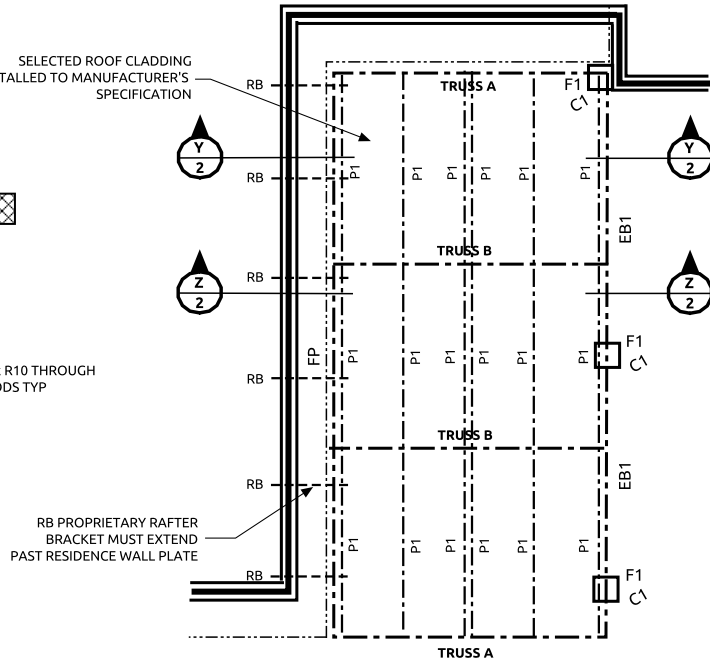 SELECTED ROOF CLADDING
TALLED TO MANUFACTURER'S
SPECIFICATION
RB
TRUSS A
F1
C1
Y
2
Y
2
RB
P1
P1
P1
P1
P1
P1
EB1
TRUSS B
Z
2
RB
Z
2
FP
P1
P1
P1
P1
P1
P1
F1
C1
R10 THROUGH
ODS TYP
RB
TRUSS B
RB
EB1
RB PROPRIETARY RAFTER
BRACKET MUST EXTEND
PAST RESIDENCE WALL PLATE
P1
P1
P1
P1
P1
P1
RB
F1
C1
TRUSS A